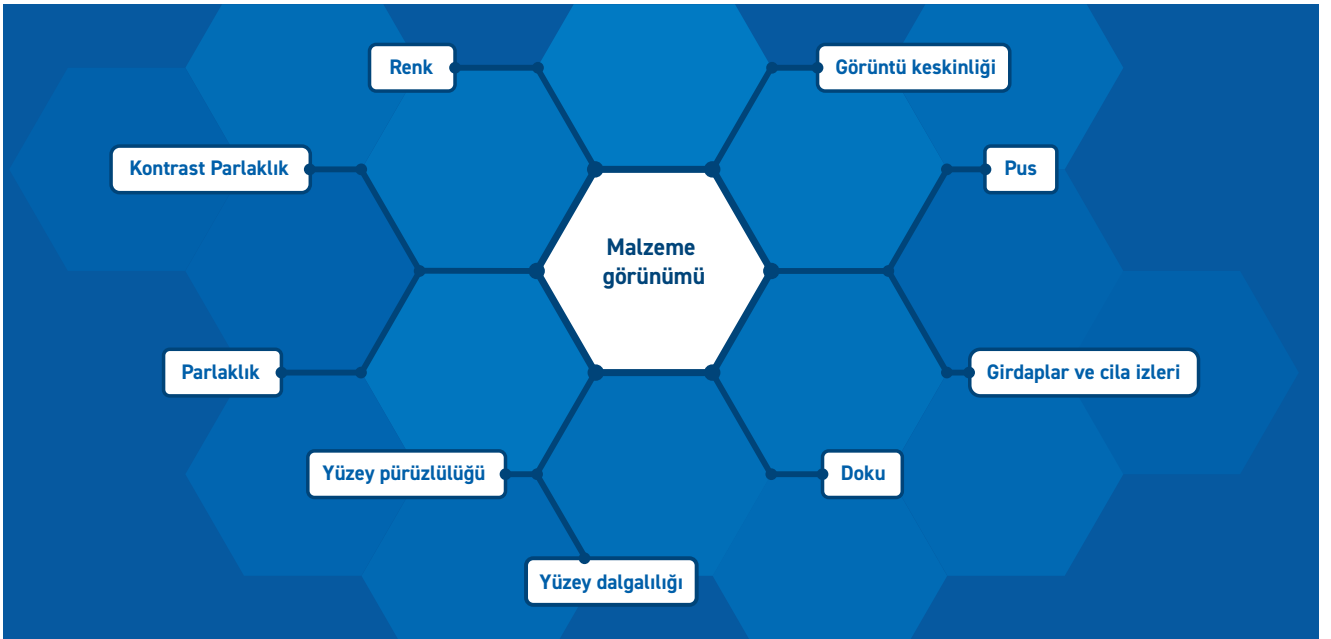 Renk
Görüntü keskinliği
Kontrast Parlaklık
Pus
Malzeme
görünümü
Parlaklık
Girdaplar ve cila izleri
Yüzey pürüzlülüğü
Doku
Yüzey dalgalılığı